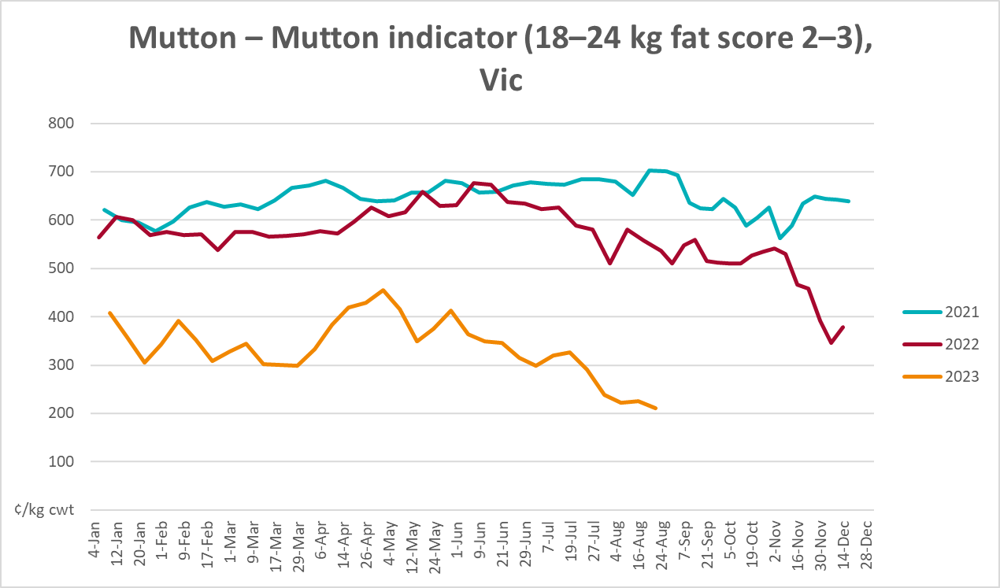 Mutton – Mutton indicator (18–24 kg fat score 2–3),
Vic
800
700
600
500
400
300
200
100
¢/kg cwt
4-Jan
12-Jan
20-Jan
1-Feb
9-Feb
17-Feb
1-Mar
9-Mar
17-Mar
29-Mar
6-Apr
14-Apr
26-Apr
4-May
12-May
24-May
1-Jun
9-Jun
21-Jun
29-Jun
7-Jul
19-Jul
27-Jul
4-Aug
16-Aug
24-Aug
7-Sep
21-Sep
5-Oct
19-Oct
2-Nov
16-Nov
30-Nov
14-Dec
28-Dec
2021
2022
2023